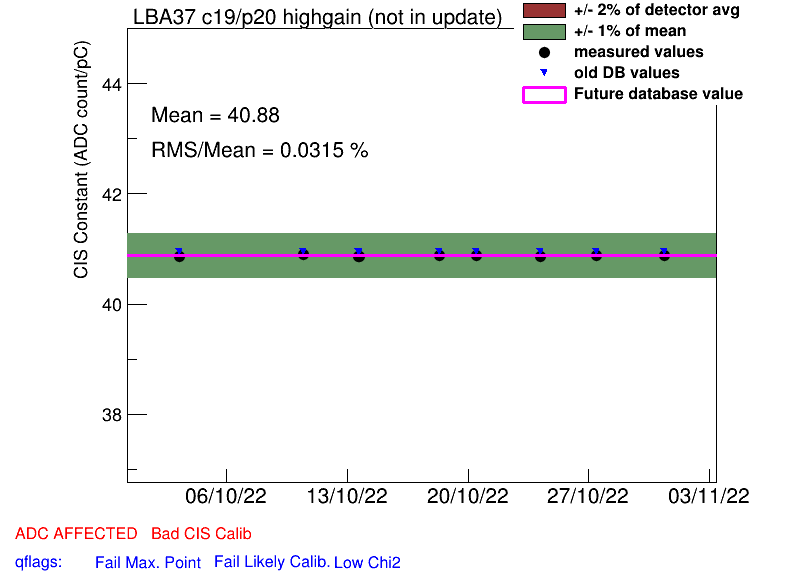 LBA37 c19/p20 highgain (not in update)
+/- 2% of detector avg
+/- 1% of mean
measured values
old DB values
Future database value
Mean = 40.88
RMS/Mean = 0.0315 %
CIS Constant (ADC count/pC)
44
42
40
38
06/10/22 13/10/22 20/10/22 27/10/22 03/11/22
ADC AFFECTED Bad CIS Calib
qflags: Fail Max. Point Fail Likely Calib. Low Chi2